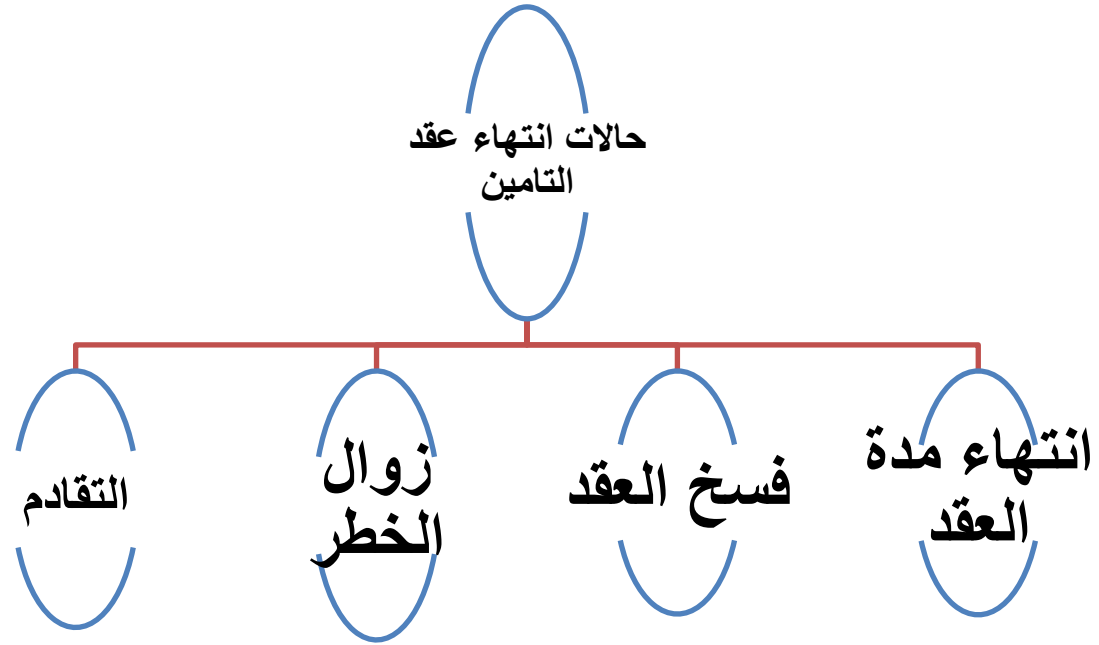 حالات انتهاء عقد
التامين
انتهاء مدة
العقد
فسخ العقد
زوال
الخطر
التقادم